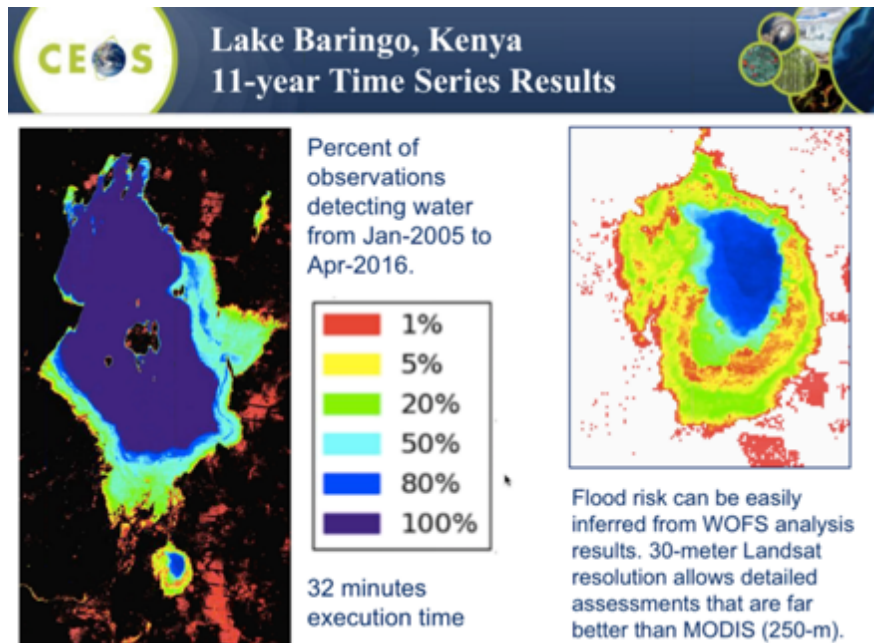 CEOS
Lake Baringo, Kenya
11-year Time Series Results
Percent of
observations
detecting water
from Jan-2005 to
Apr-2016.
1%
5%
20%
50%
80%
100%
32 minutes
execution time
Flood risk can be easily
inferred from WOFS analysis
results. 30-meter Landsat
resolution allows detailed
assessments that are far
better than MODIS (250-m).